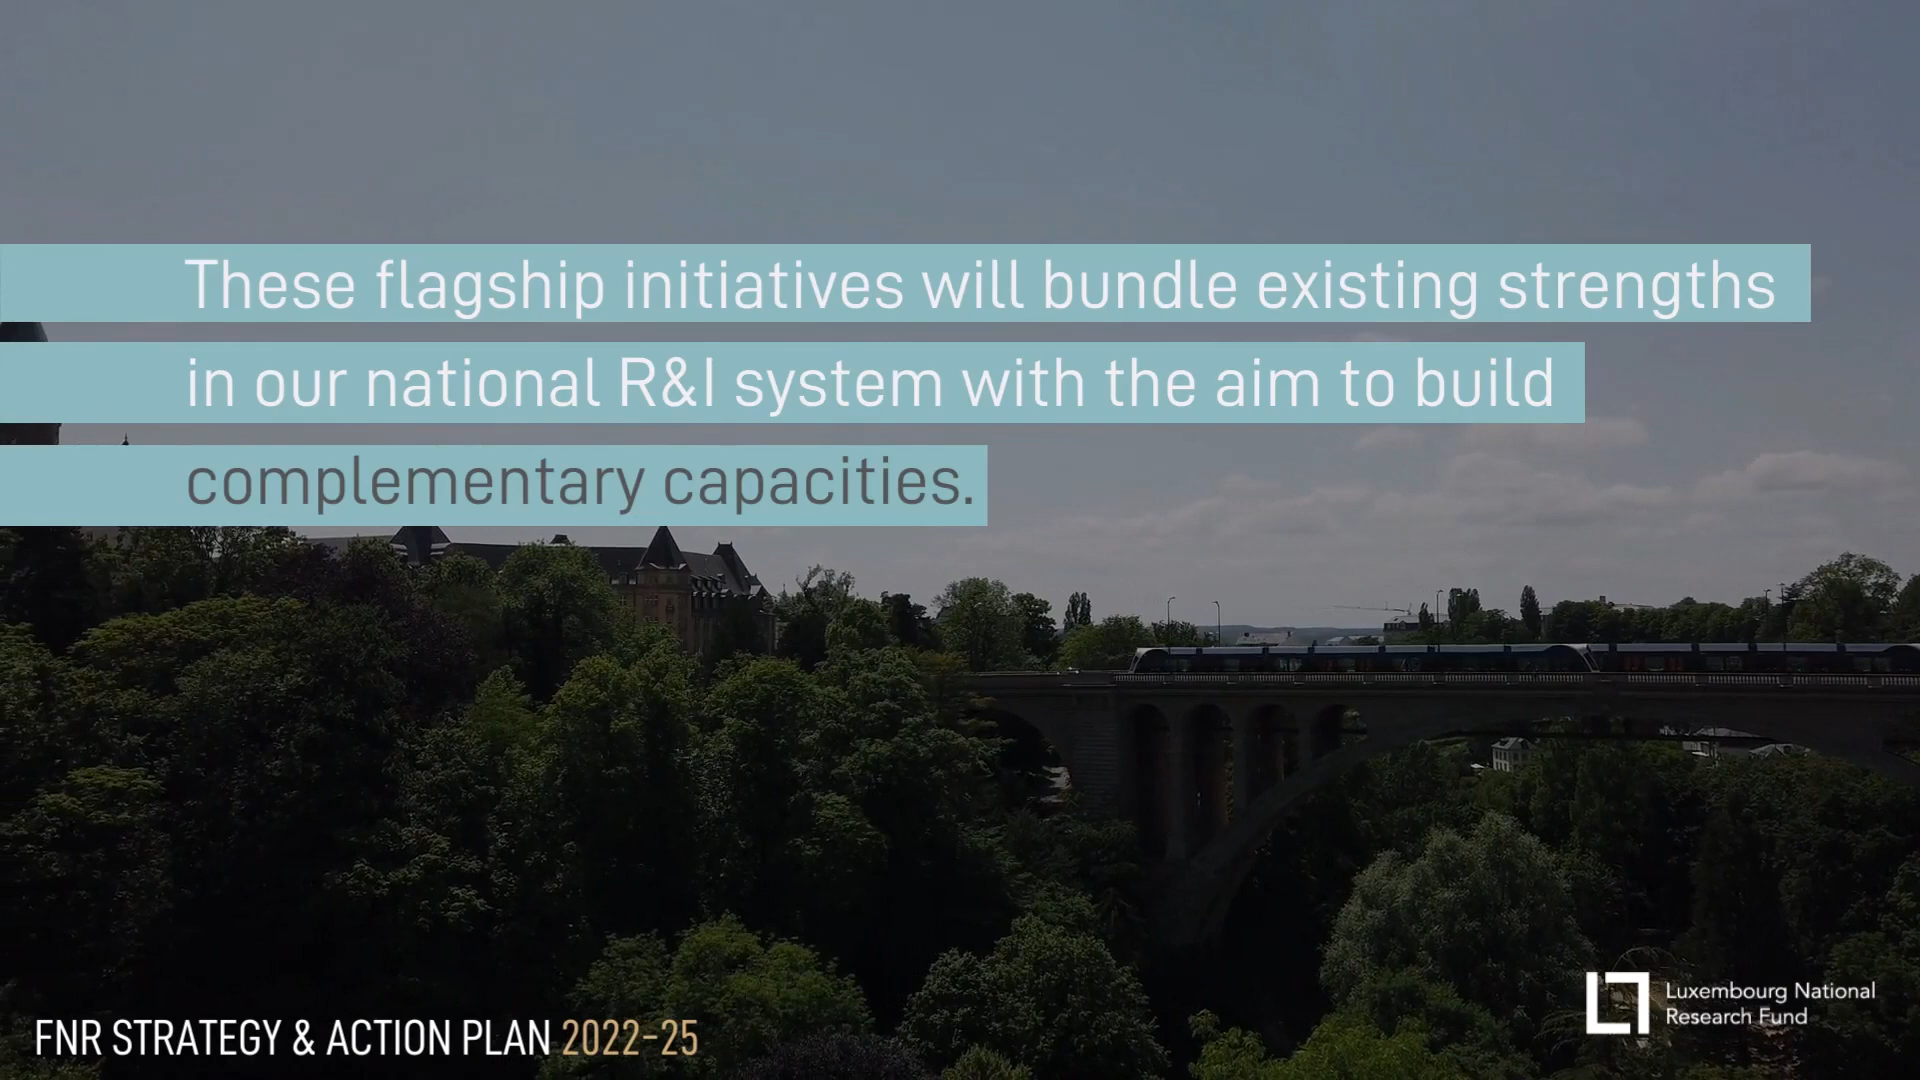 These flagship initiatives will bundle existing strengths
in our national R&I system with the aim to build
complementary capacities.
FNR STRATEGY & ACTION PLAN 2022-25
Luxembourg National
Research Fund